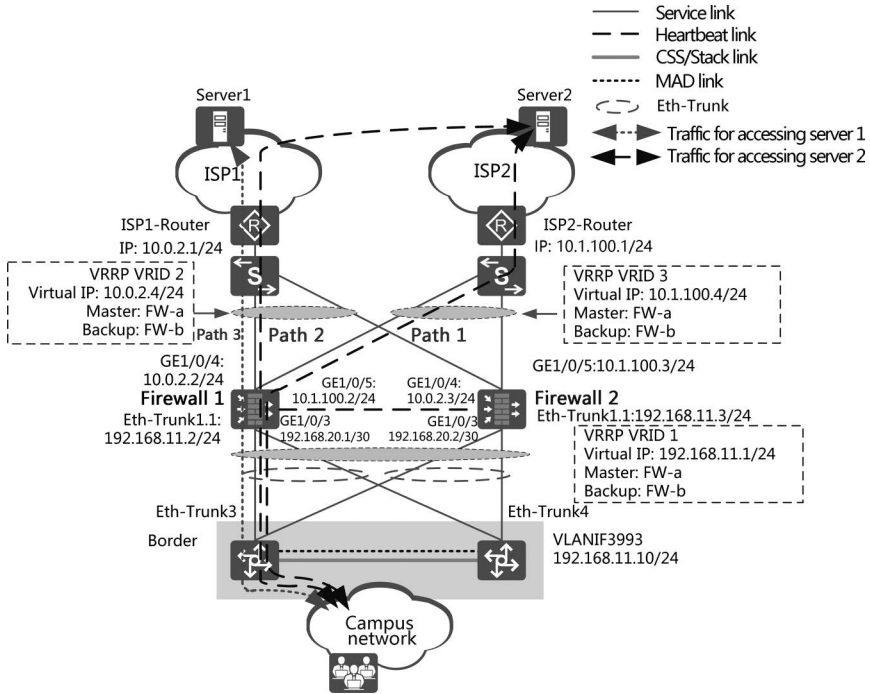 Service link
Heartbeat link
CSS/Stack link
MAD link
Eth-Trunk
Traffic for accessing server 1
Traffic for accessing server 2
Server1
Server2
ISP1
ISP2
ISP1-Router
IP: 10.0.2.1/24
ISP2-Router
IP: 10.1.100.1/24
R
R
S
S
VRRP VRID 2
Virtual IP: 10.0.2.4/24
Master: FW-a
Backup: FW-b
VRRP VRID 3
Virtual IP: 10.1.100.4/24
Master: FW-a
Backup: FW-b
Path 3
Path 2
Path 1
GE1/0/4:
10.0.2.2/24
GE1/0/5:10.1.100.3/24
Firewall 1
GE1/0/5:
10.1.100.2/24
GE1/0/4:
10.0.2.3/24
Firewall 2
Eth-Trunk1.1:
192.168.11.2/24
GE1/0/3
192.168.20.1/30
GE1/0/3
192.168.20.2/30
Eth-Trunk1.1:192.168.11.3/24
VRRP VRID 1
Virtual IP: 192.168.11.1/24
Master: FW-a
Backup: FW-b
Eth-Trunk3
Eth-Trunk4
Border
VLANIF3993
192.168.11.10/24
Campus
network